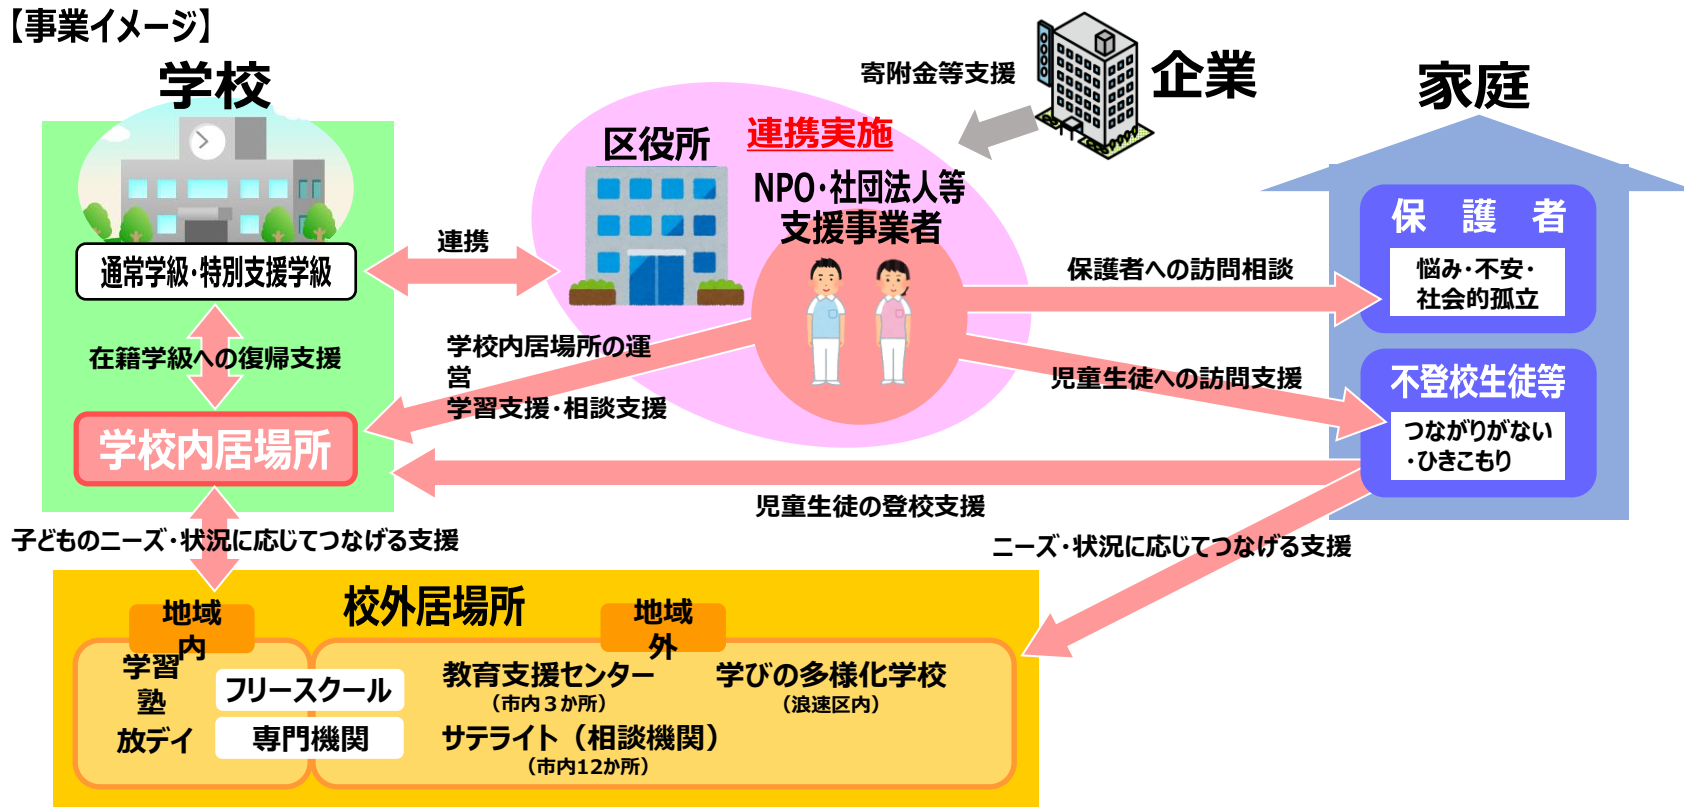 【事業イメージ】
学校
通常学級・特別支援学級
在籍学級への復帰支援
学校内居場所
連携
区役所
連携実施
NPO・社団法人等
支援事業者
寄附金等支援
企業
家庭
保護者
悩み・不安・
社会的孤立
不登校生徒等
つながりがない
・ひきこもり
保護者への訪問相談
児童生徒への訪問支援
学校内居場所の運
営
学習支援・相談支援
児童生徒の登校支援
子どものニーズ・状況に応じてつなげる支援
ニーズ・状況に応じてつなげる支援
校外居場所
地域
内
学習
塾
放デイ
フリースクール
専門機関
地域
外
教育支援センター
（市内３か所）
学びの多様化学校
（浪速区内）
サテライト（相談機関）
（市内12か所）